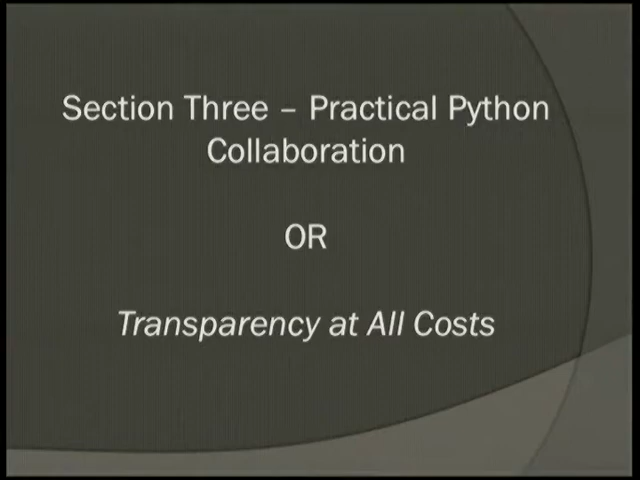 Section Three – Practical Python
Collaboration
OR
Transparency at All Costs